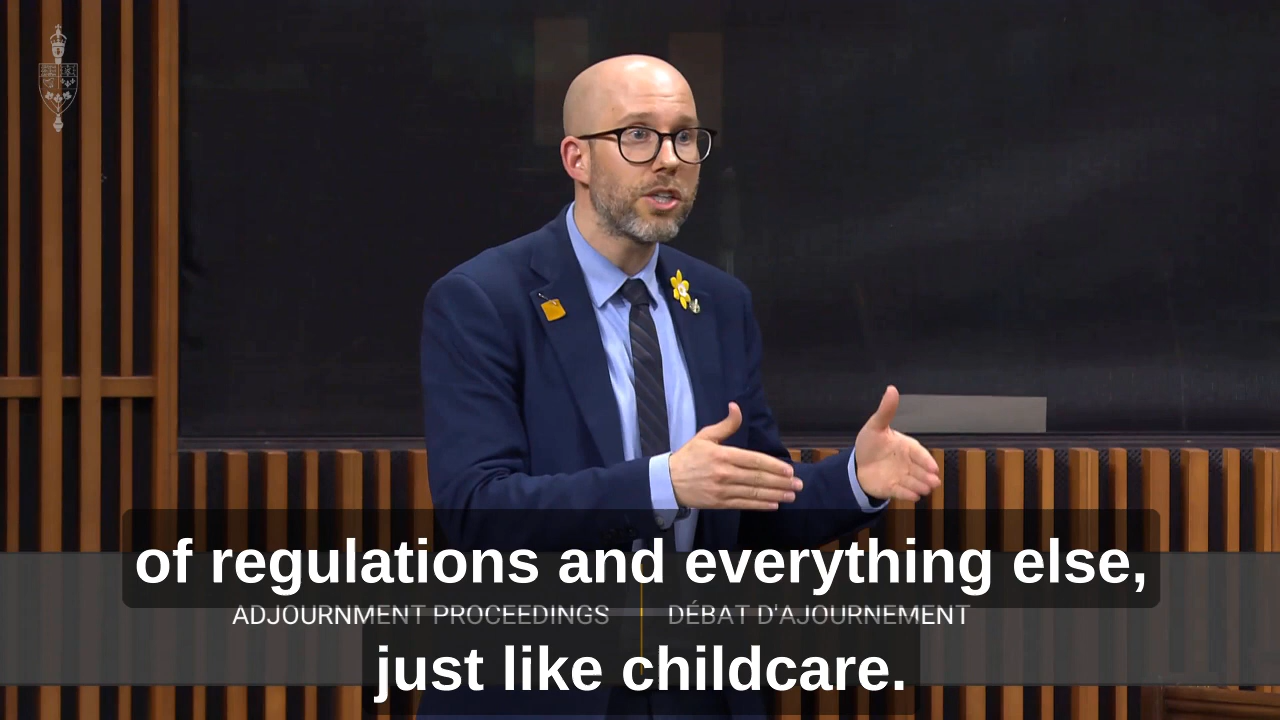 of regulations and everything else,
ADJOURNMENT PROCEEDINGS DÉBAT D'AJOURNEMENT
just like childcare.